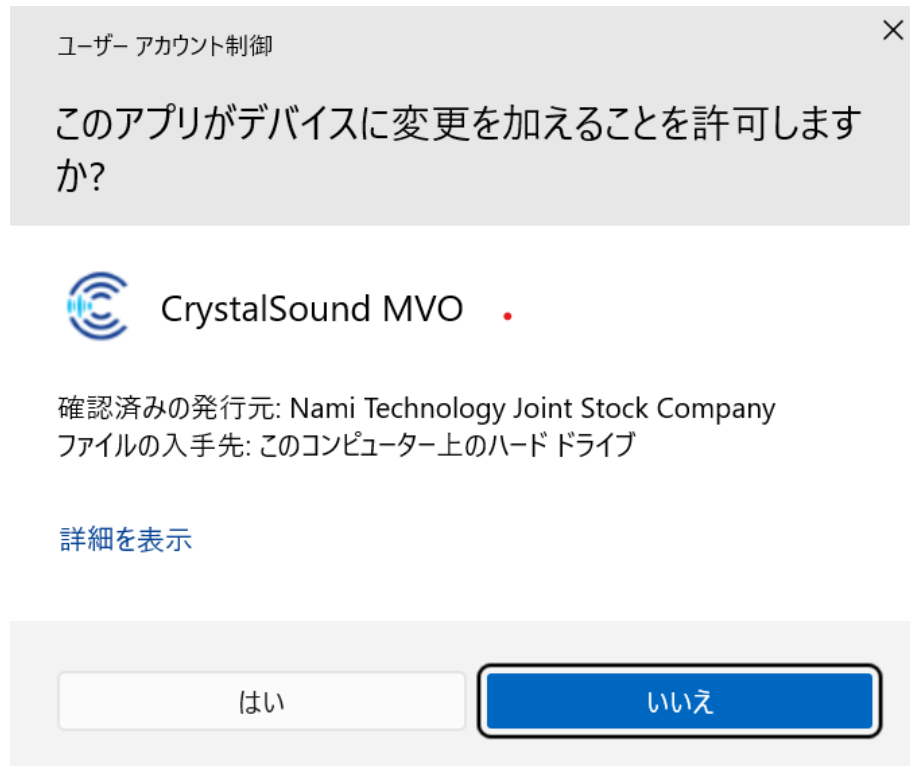 ユーザー アカウント制御
このアプリがデバイスに変更を加えることを許可します
か?
CrystalSound MVO
確認済みの発行元: Nami Technology Joint Stock Company
ファイルの入手先: このコンピューター上のハード ドライブ
詳細を表示
はい
いいえ